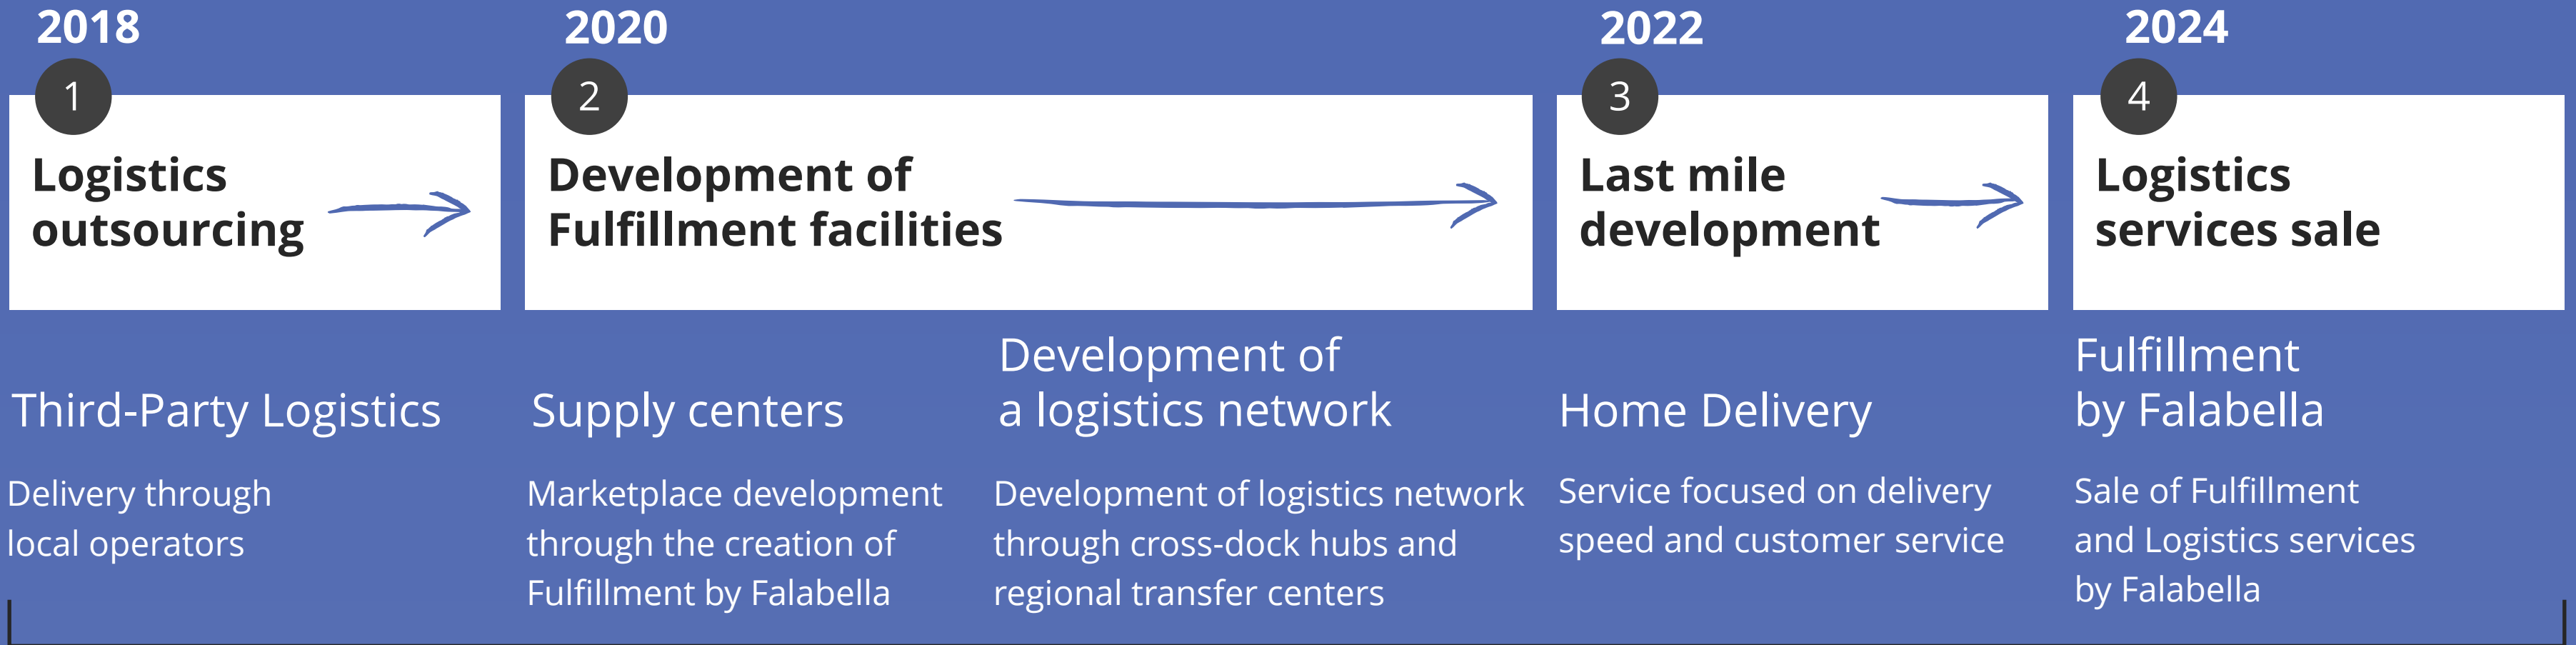 2018
1
Logistics
outsourcing
Third-Party Logistics
Delivery through
local operators
2020
2
Development of
Fulfillment facilities
Supply centers
Marketplace development
through the creation of
Fulfillment by Falabella
Development of
a logistics network
Development of logistics network
through cross-dock hubs and
regional transfer centers
2022
3
Last mile
development
Home Delivery
Service focused on delivery
speed and customer service
2024
4
Logistics
services sale
Fulfillment
by Falabella
Sale of Fulfillment
and Logistics services
by Falabella